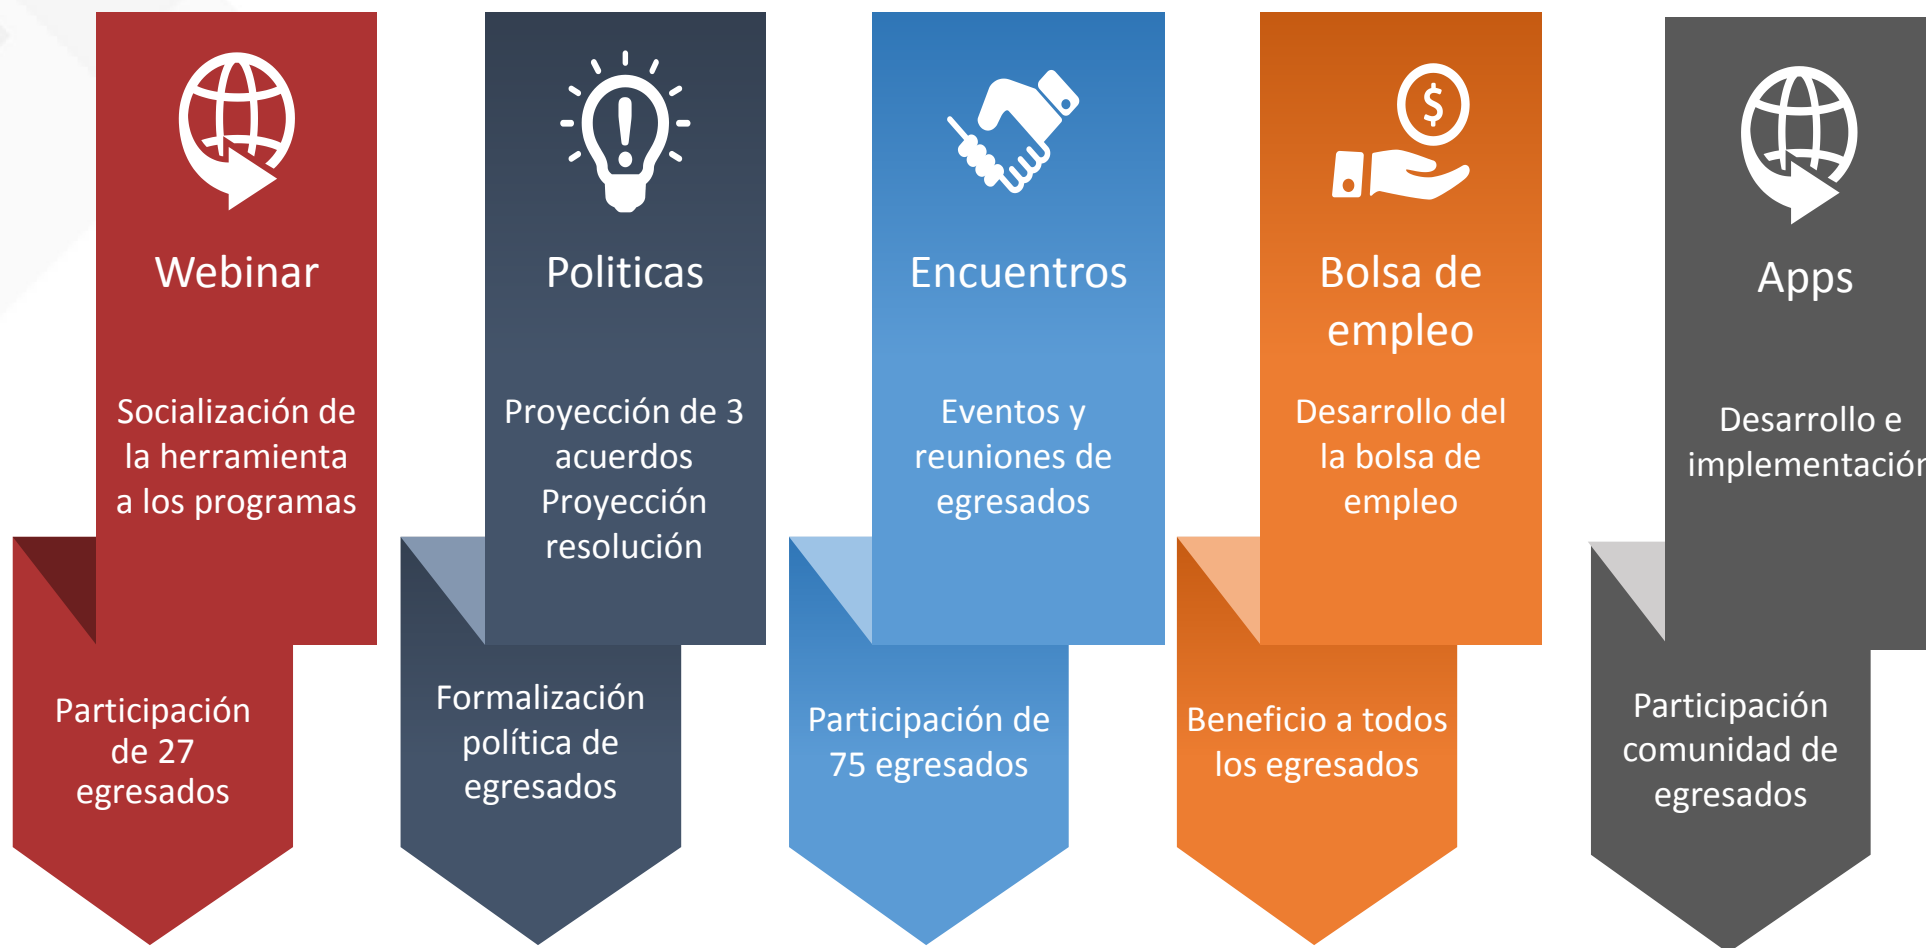 Webinar
Socialización de
la herramienta
a los programas
Participación
de 27
egresados
Politicas
Proyección de 3
acuerdos
Proyección
resolución
Formalización
política de
egresados
Encuentros
Eventos y
reuniones de
egresados
Participación de
75 egresados
Bolsa de
empleo
Desarrollo del
la bolsa de
empleo
Beneficio a todos
los egresados
Apps
Desarrollo e
implementación
Participación
comunidad de
egresados